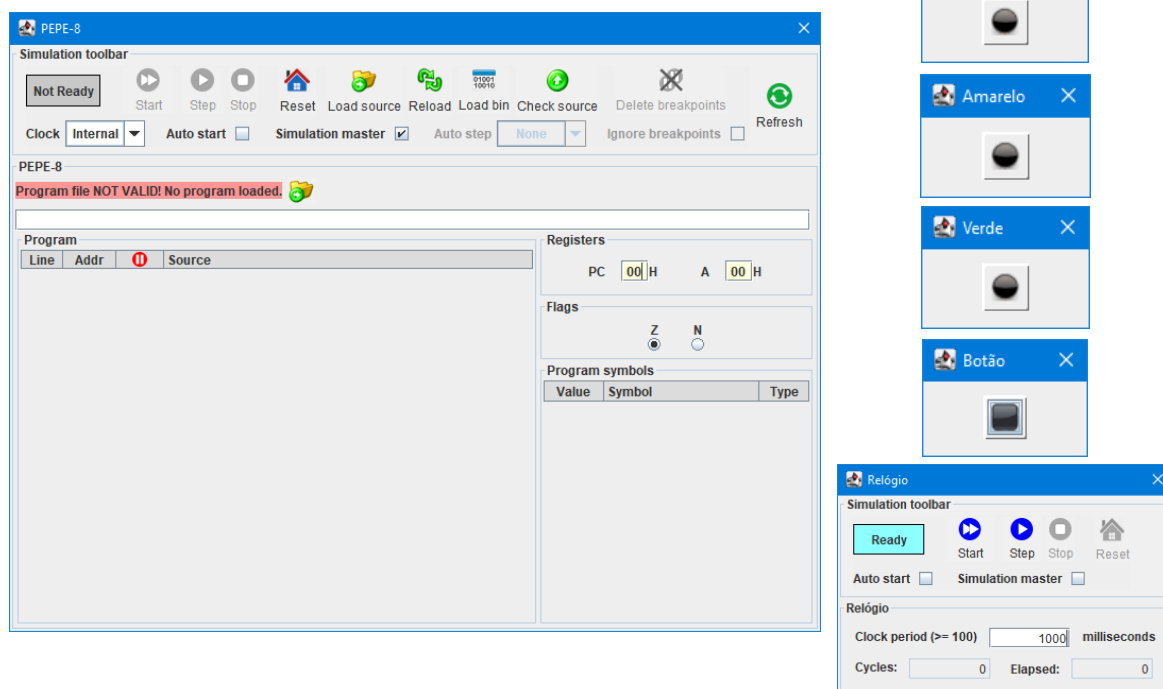 PEPE-8
Simulation toolbar
Not Ready
Start Step Stop Reset Load source Reload 01001 10010 Load bin Check source Delete breakpoints Refresh
Clock Internal Auto start Simulation master Auto step None Ignore breakpoints
PEPE-8
Program file NOT VALID! No program loaded.
Program
Line Addr Source
Registers
PC 00 H A 00 H
Flags
Z N
Program symbols
Value Symbol Type
Amarelo
Verde
Botão
Relógio
Simulation toolbar
Ready
Start Step Stop Reset
Auto start Simulation master
Relógio
Clock period (>= 100) 1000 milliseconds
Cycles: 0 Elapsed: 0